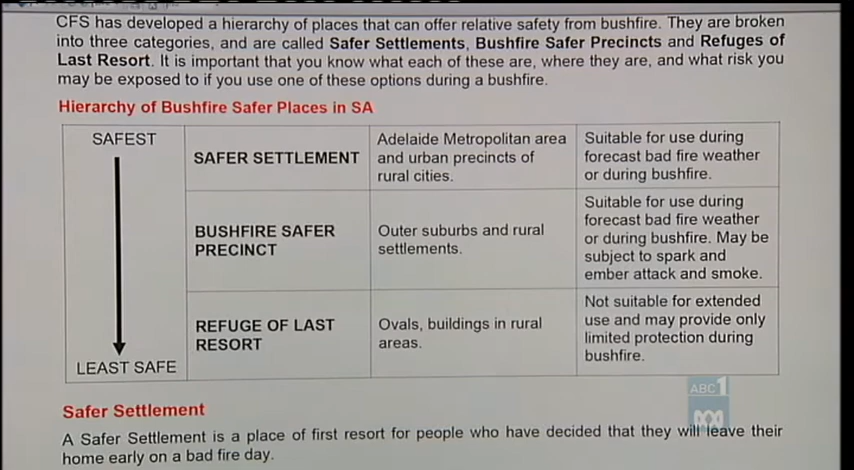 CFS has developed a hierarchy of places that can offer relative safety from bushfire. They are broken
into three categories, and are called Safer Settlements, Bushfire Safer Precincts and Refuges of
Last Resort. It is important that you know what each of these are, where they are, and what risk you
may be exposed to if you use one of these options during a bushfire.
Hierarchy of Bushfire Safer Places in SA
SAFEST
SAFER SETTLEMENT
Adelaide Metropolitan area
and urban precincts of
rural cities.
Suitable for use during
forecast bad fire weather
or during bushfire.
BUSHFIRE SAFER
PRECINCT
Outer suburbs and rural
settlements.
Suitable for use during
forecast bad fire weather
or during bushfire. May be
subject to spark and
ember attack and smoke.
REFUGE OF LAST
RESORT
Ovals, buildings in rural
areas.
Not suitable for extended
use and may provide only
limited protection during
bushfire.
LEAST SAFE
ABC1
Safer Settlement
A Safer Settlement is a place of first resort for people who have decided that they will leave their
home early on a bad fire day.